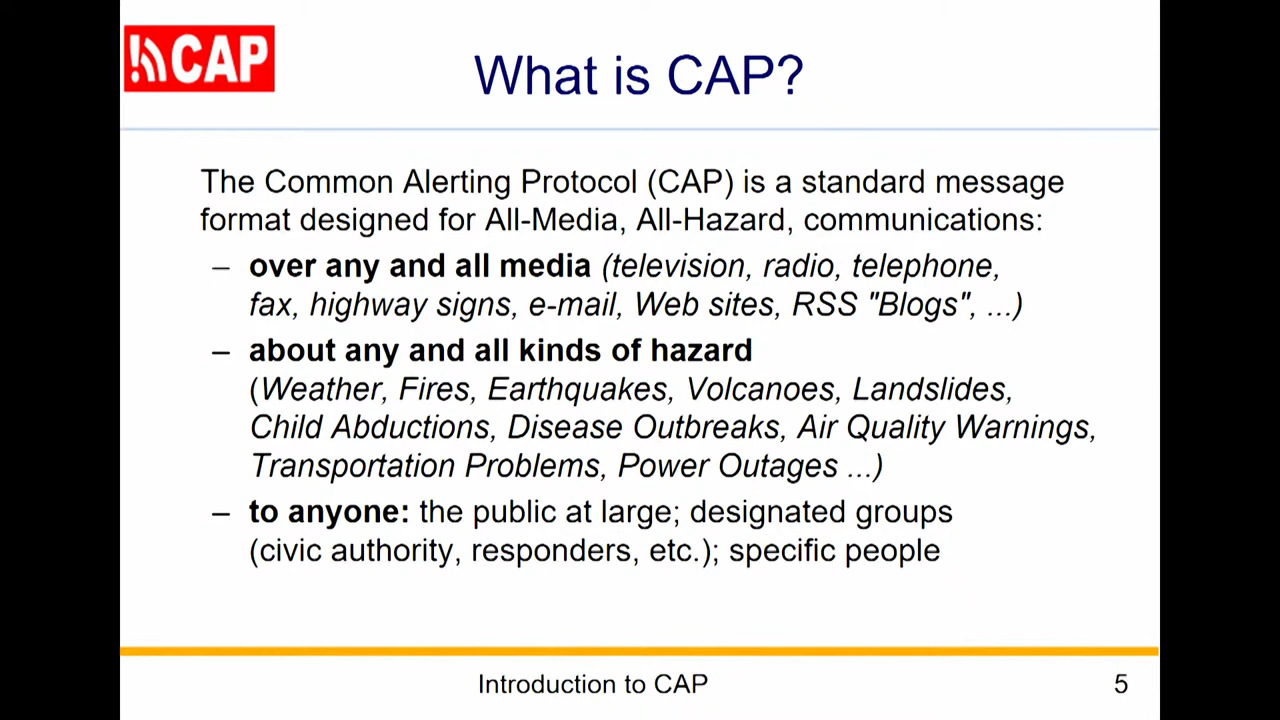 CAP
What is CAP?
The Common Alerting Protocol (CAP) is a standard message
format designed for All-Media, All-Hazard, communications:
– over any and all media (television, radio, telephone,
fax, highway signs, e-mail, Web sites, RSS "Blogs", ...)
– about any and all kinds of hazard
(Weather, Fires, Earthquakes, Volcanoes, Landslides,
Child Abductions, Disease Outbreaks, Air Quality Warnings,
Transportation Problems, Power Outages ...)
– to anyone: the public at large; designated groups
(civic authority, responders, etc.); specific people
Introduction to CAP
5